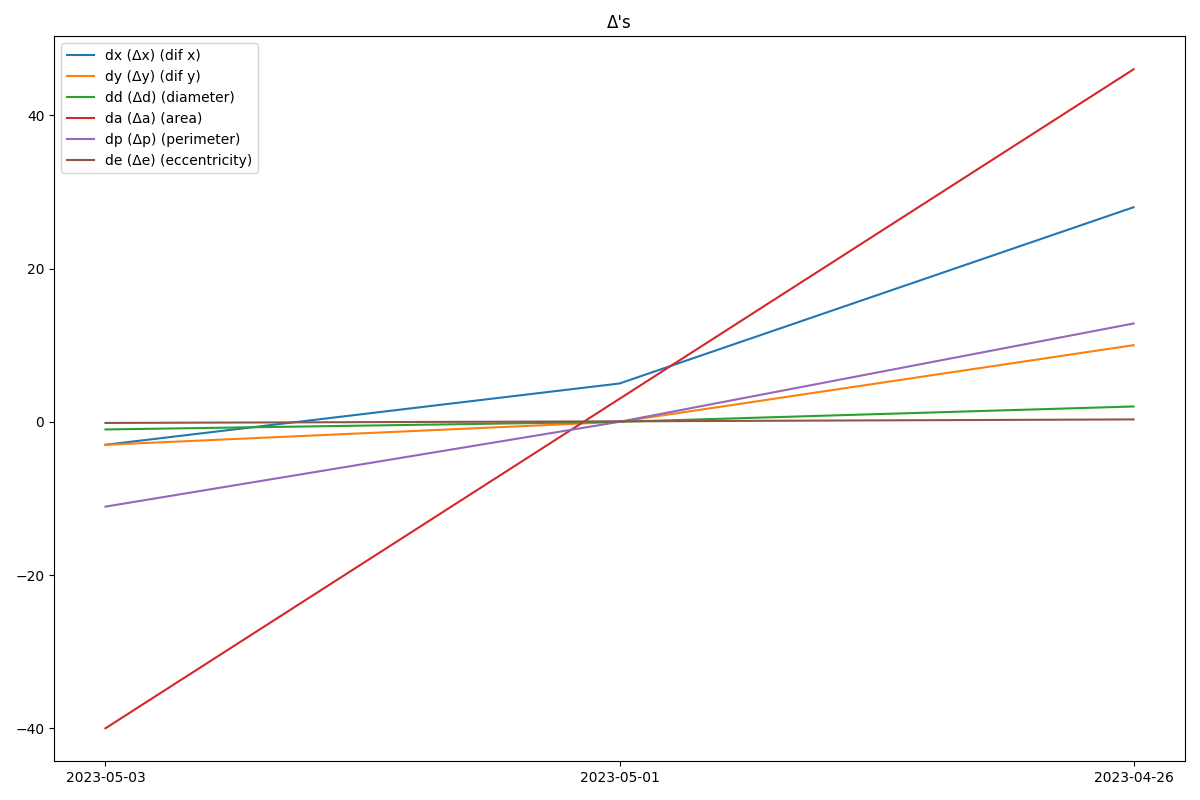 Δ's
dx (Δx) (dif x)
dy (Δy) (dif y)
dd (Δd) (diameter)
da (Δa) (area)
dp (Δp) (perimeter)
de (Δe) (eccentricity)
40
20
0
−20
−40
2023-05-03
2023-05-01
2023-04-26